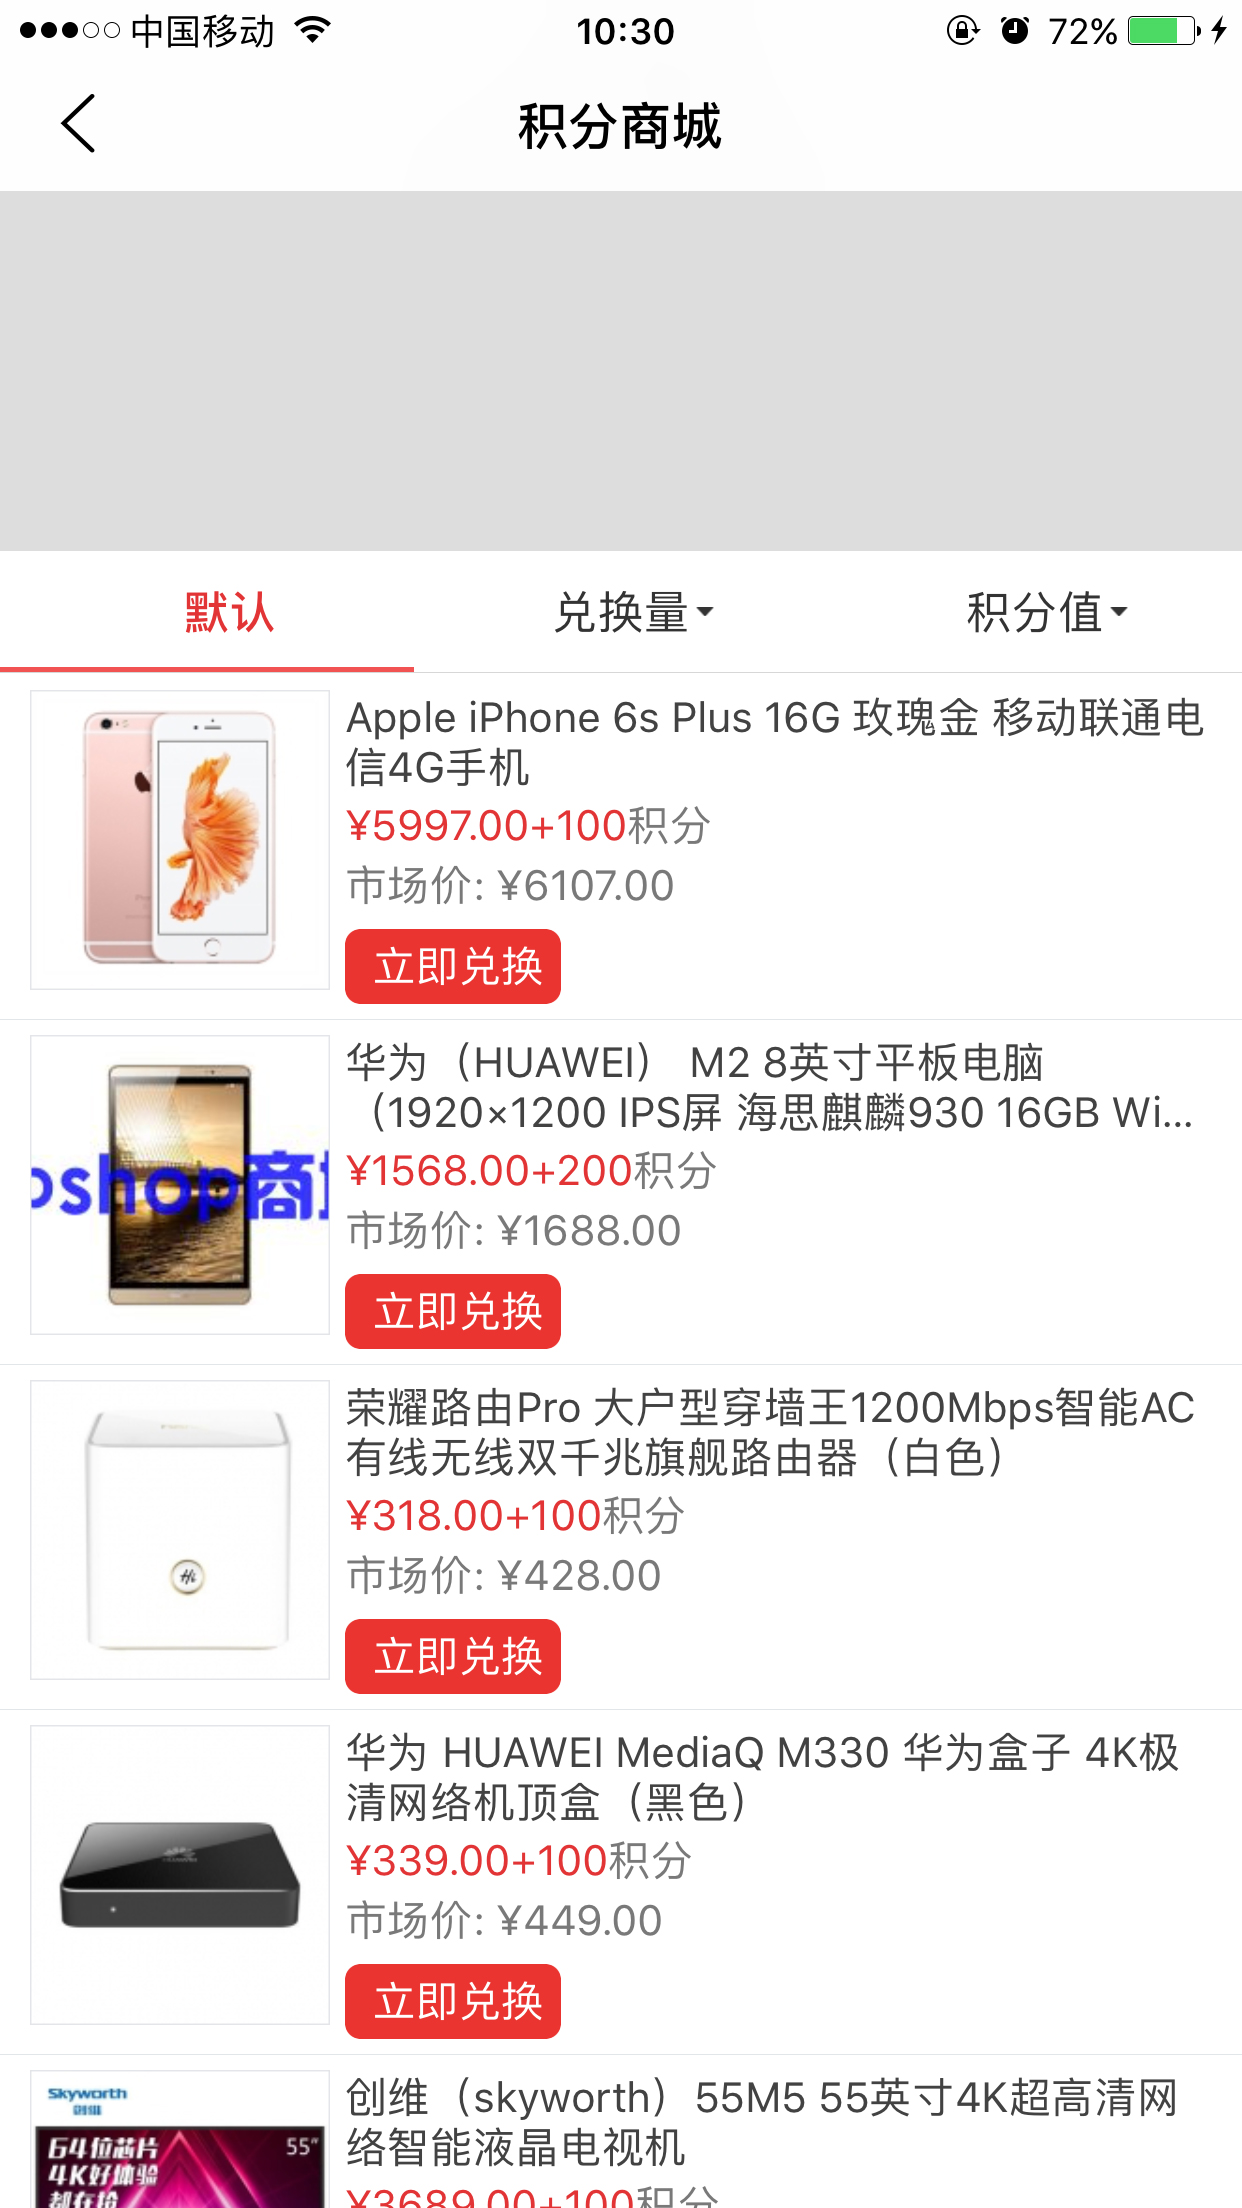 中国移动
10:30
72%
积分商城
默认
兑换量
积分值
Apple iPhone 6s Plus 16G 玫瑰金 移动联通电
信4G手机
¥5997.00+100积分
市场价: ¥6107.00
立即兑换
oshop商
华为（HUAWEI） M2 8英寸平板电脑
（1920×1200 IPS屏 海思麒麟930 16GB Wi...
¥1568.00+200积分
市场价: ¥1688.00
立即兑换
Hi
荣耀路由Pro 大户型穿墙王1200Mbps智能AC
有线无线双千兆旗舰路由器（白色）
¥318.00+100积分
市场价: ¥428.00
立即兑换
华为 HUAWEI MediaQ M330 华为盒子 4K极
清网络机顶盒（黑色）
¥339.00+100积分
市场价: ¥449.00
立即兑换
Skyworth
创维
64位芯片
55"
4K好体验
都在抢
创维（skyworth）55M5 55英寸4K超高清网
络智能液晶电视机
¥3689.00+100积分